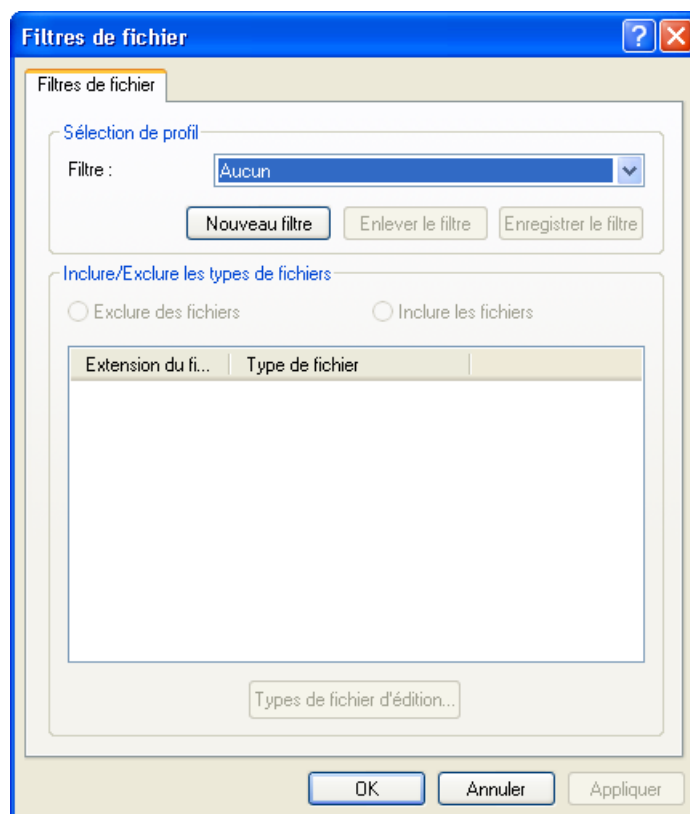 Filtres de fichier
Filtres de fichier
Sélection de profil
Filtre :
Aucun
Nouveau filtre
Enlever le filtre
Enregistrer le filtre
Inclure/Exclure les types de fichiers
Exclure des fichiers
Inclure les fichiers
Extension du fi...
Type de fichier
Types de fichier d'édition...
OK
Annuler
Appliquer